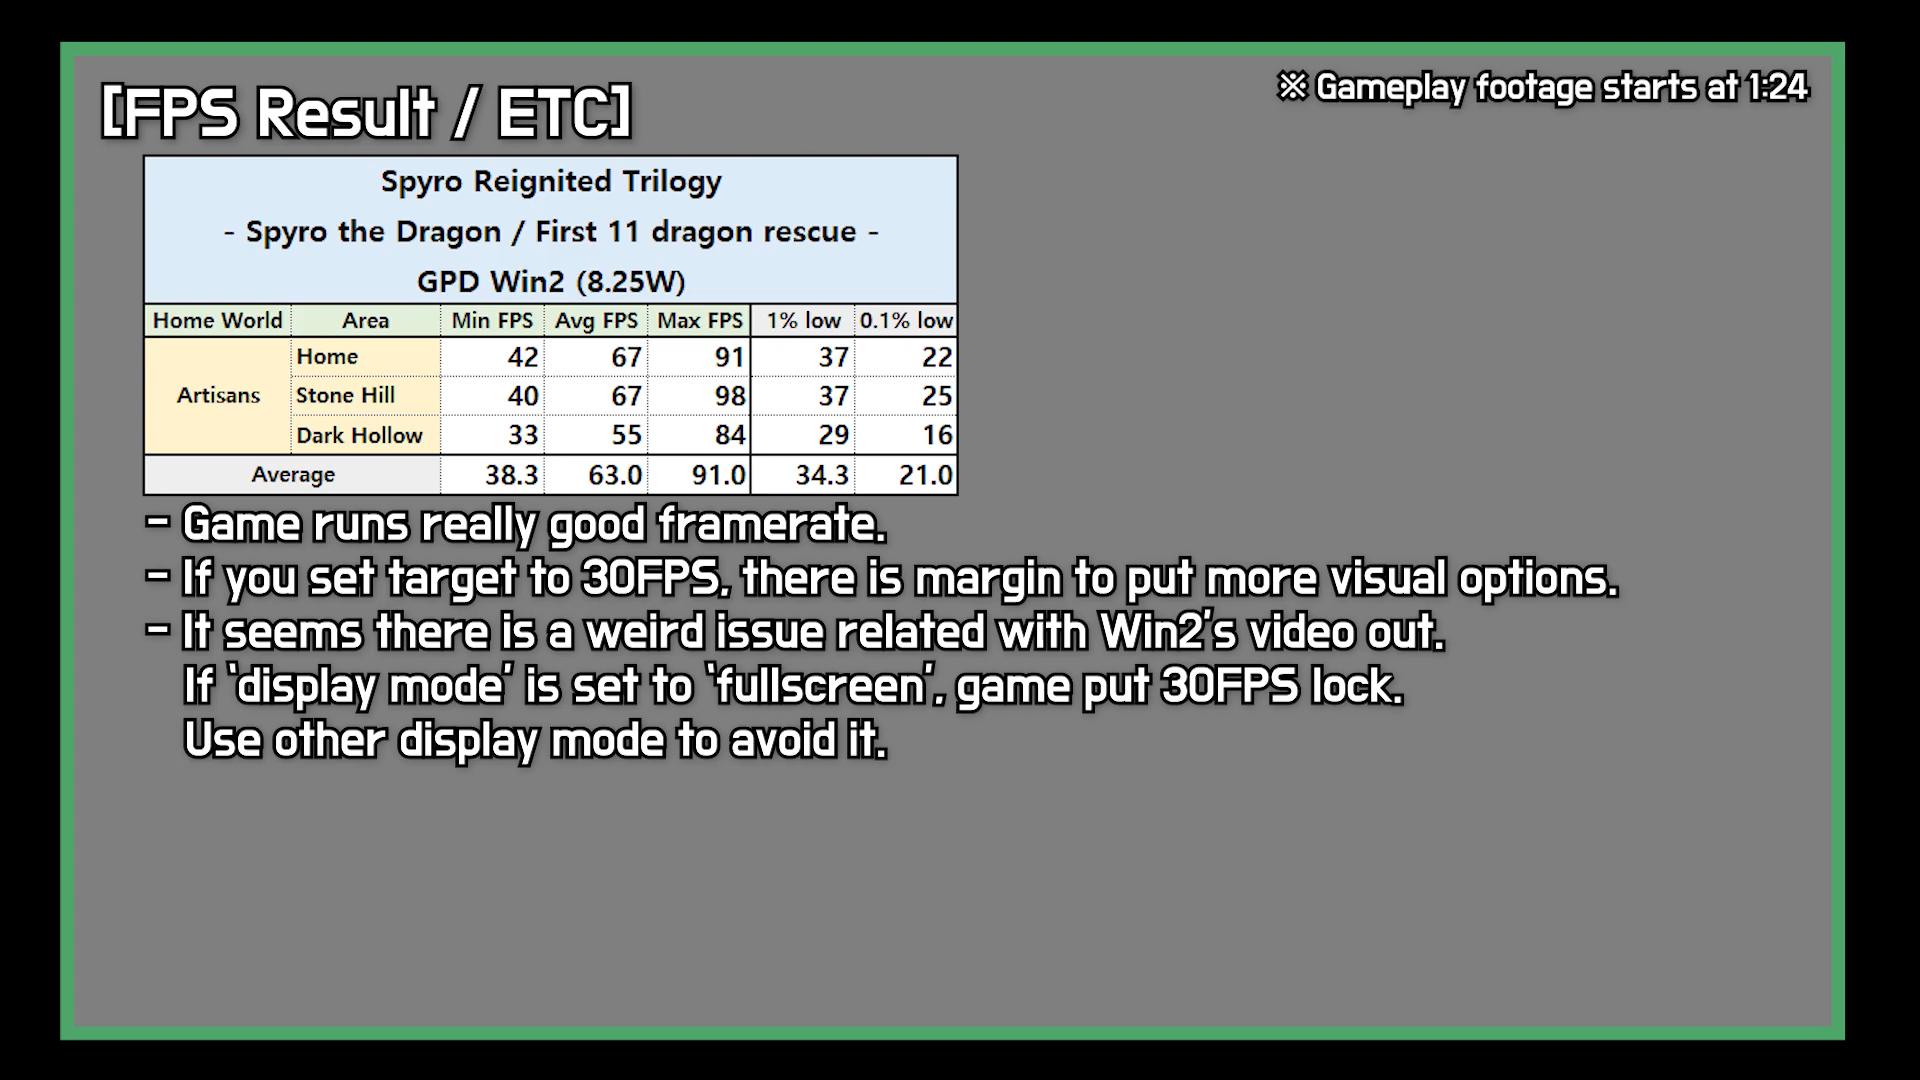 [FPS Result / ETC]
※ Gameplay footage starts at 1:24
Spyro Reignited Trilogy
- Spyro the Dragon / First 11 dragon rescue -
GPD Win2 (8.25W)
Home World Area Min FPS Avg FPS Max FPS 1% low 0.1% low
Artisans
Home 42 67 91 37 22
Stone Hill 40 67 98 37 25
Dark Hollow 33 55 84 29 16
Average 38.3 63.0 91.0 34.3 21.0
- Game runs really good framerate.
- If you set target to 30FPS, there is margin to put more visual options.
- It seems there is a weird issue related with Win2's video out.
If 'display mode' is set to 'fullscreen', game put 30FPS lock.
Use other display mode to avoid it.